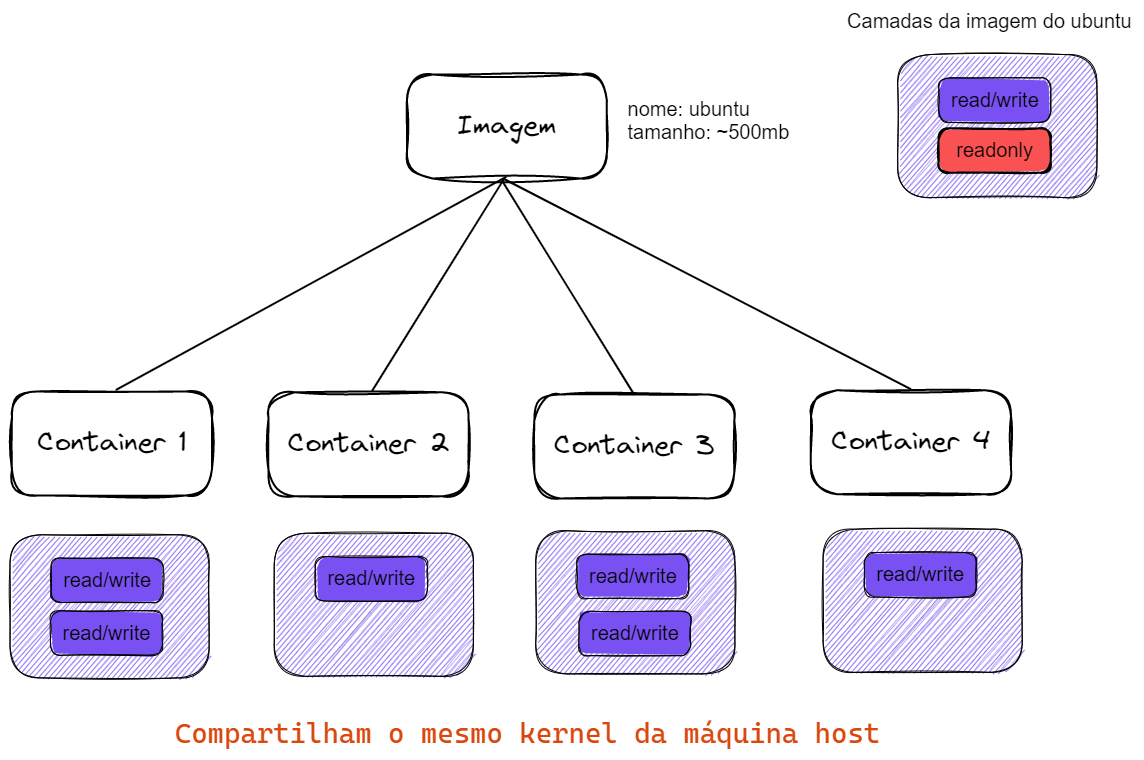 Camadas da imagem do ubuntu
read/write
readonly
Imagem
nome: ubuntu
tamanho: ~500mb
Container 1
Container 2
Container 3
Container 4
read/write
read/write
read/write
read/write
read/write
read/write
Compartilham o mesmo kernel da máquina host